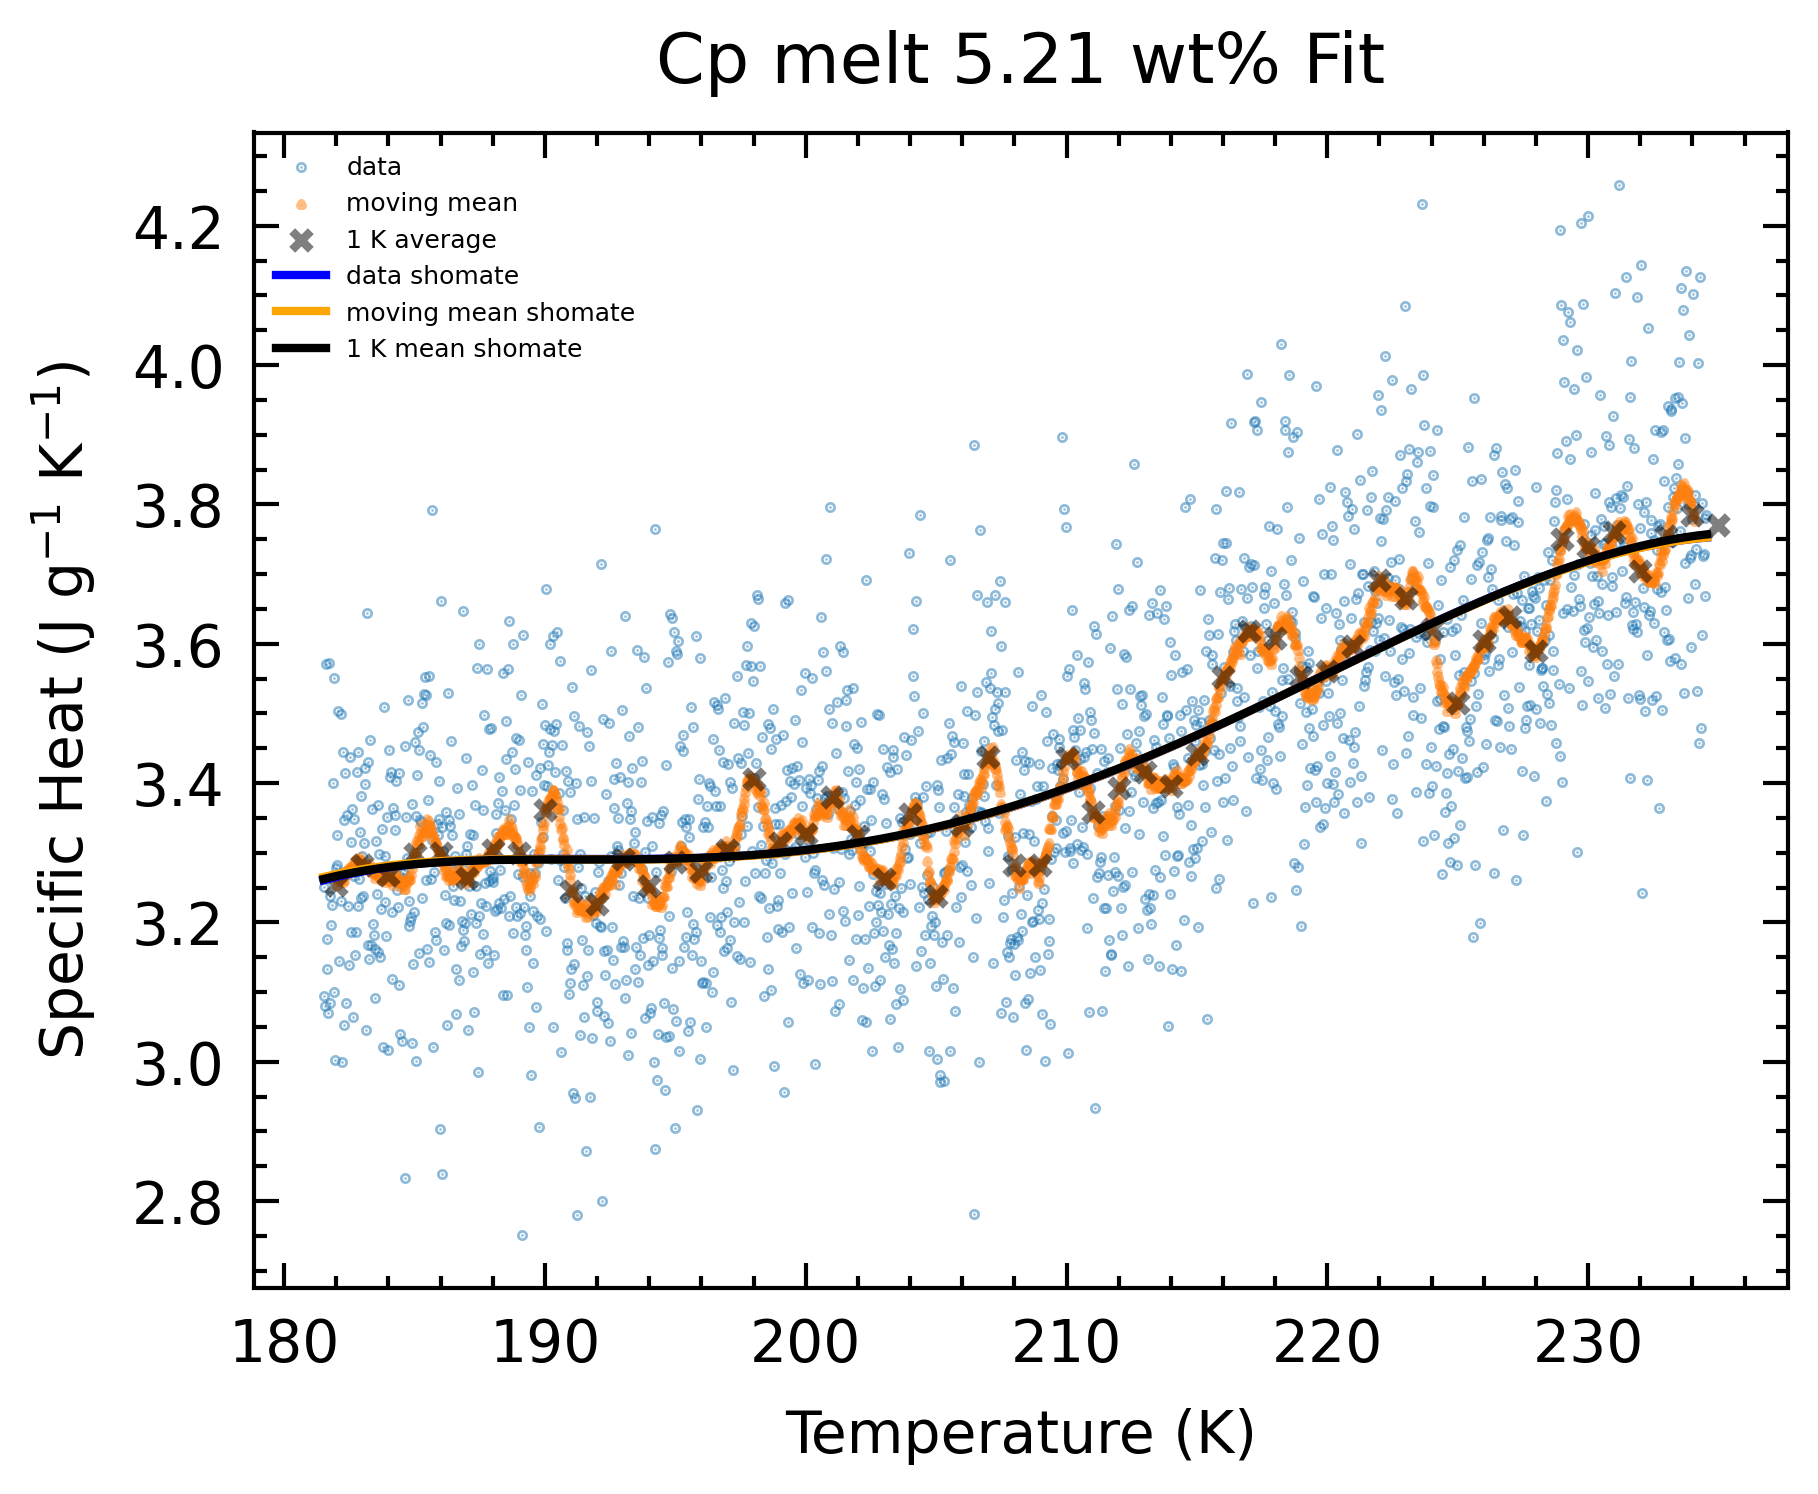 Cp melt 5.21 wt% Fit
data
moving mean
1 K average
data shomate
moving mean shomate
1 K mean shomate
4.2
4.0
3.8
3.6
3.4
3.2
3.0
2.8
Specific Heat (J g⁻¹ K⁻¹)
180 190 200 210 220 230
Temperature (K)